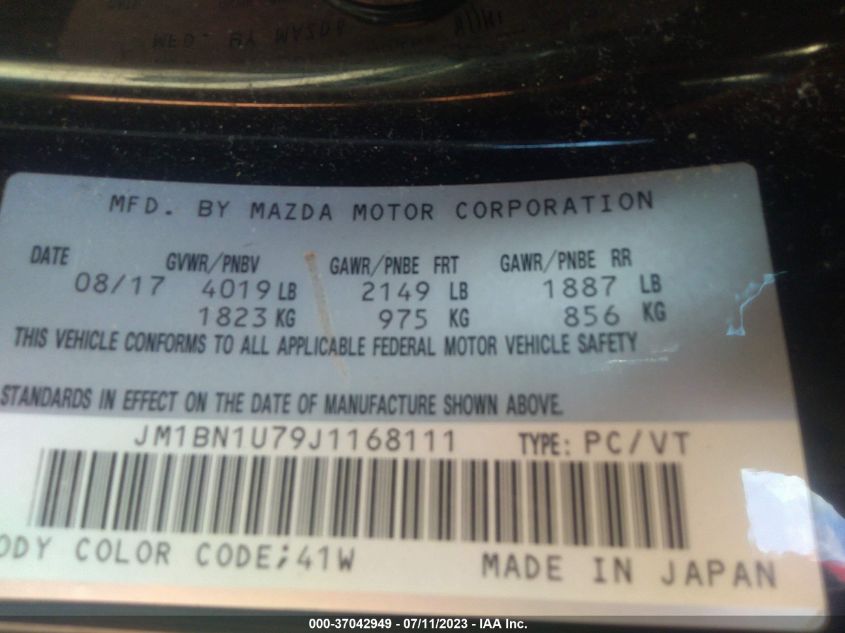 MFD. BY MAZDA MOTOR CORPORATION
DATE GVWR/PNBV GAWR/PNBE FRT GAWR/PNBE RR
08/17 4019 LB 2149 LB 1887 LB
1823 KG 975 KG 856 KG
THIS VEHICLE CONFORMS TO ALL APPLICABLE FEDERAL MOTOR VEHICLE SAFETY
STANDARDS IN EFFECT ON THE DATE OF MANUFACTURE SHOWN ABOVE.
JM1BN1U79J1168111 TYPE: PC/VT
ODY COLOR CODE;41W MADE IN JAPAN
000-37042949 - 07/11/2023 - IAA Inc.